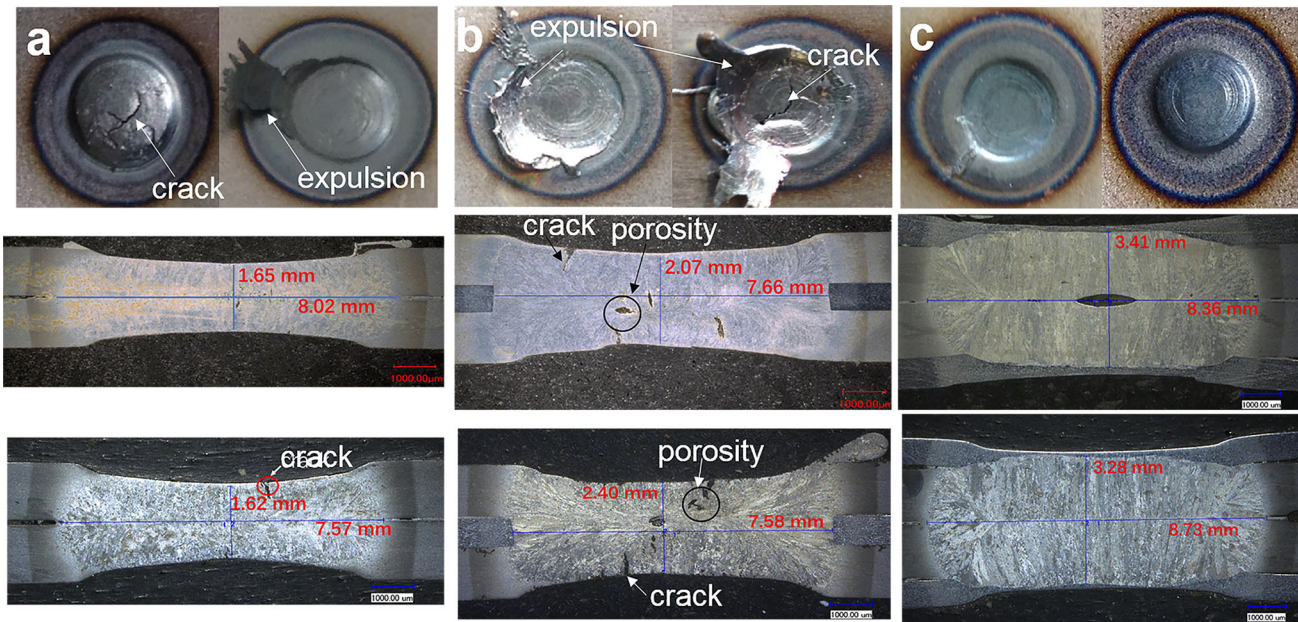 a
crack
expulsion
b
expulsion
crack
c
1.65 mm
8.02 mm
1000.00μm
crack
porosity
2.07 mm
7.66 mm
1000.00μm
3.41 mm
8.36 mm
1000.00 um
crack
1.62 mm
7.57 mm
1000.00 um
porosity
2.40 mm
7.58 mm
crack
1000.00 um
3.28 mm
8.73 mm
1000.00 um